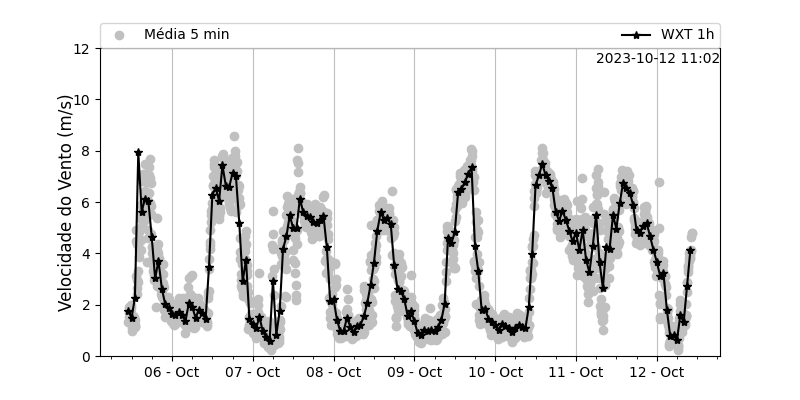 Média 5 min
WXT 1h
2023-10-12 11:02
Velocidade do Vento (m/s)
12
10
8
6
4
2
0
06 - Oct
07 - Oct
08 - Oct
09 - Oct
10 - Oct
11 - Oct
12 - Oct